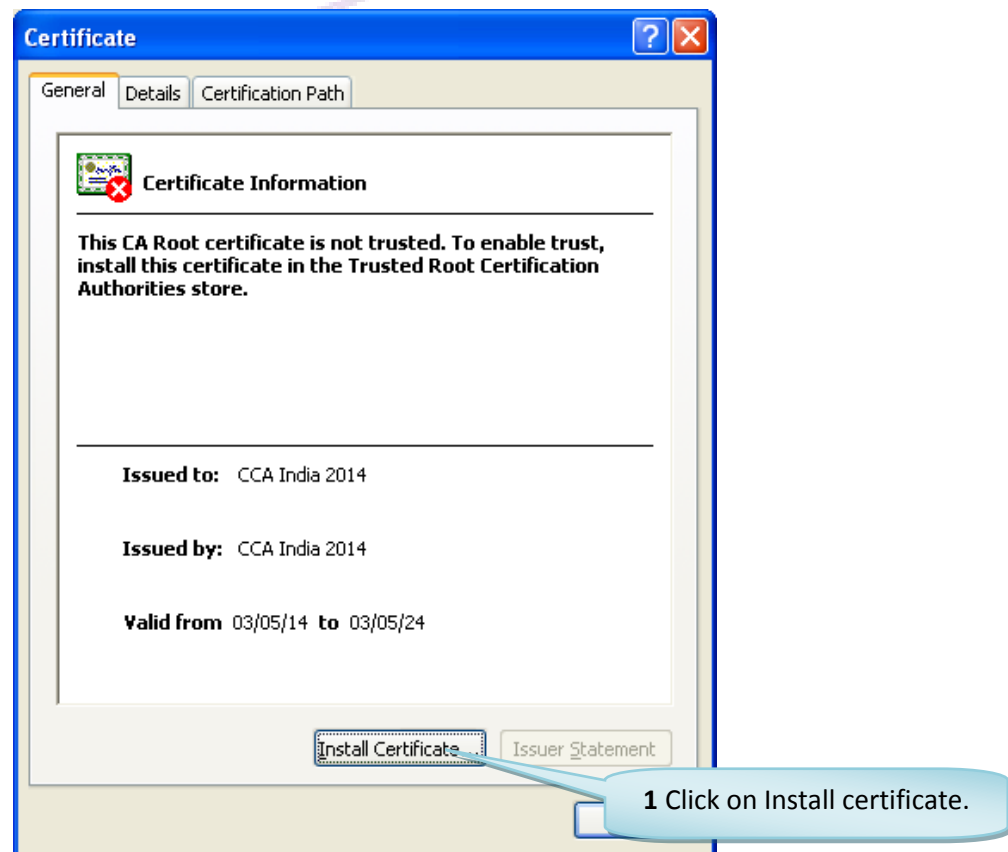 Certificate
General Details Certification Path
Certificate Information
This CA Root certificate is not trusted. To enable trust,
install this certificate in the Trusted Root Certification
Authorities store.
Issued to: CCA India 2014
Issued by: CCA India 2014
Valid from 03/05/14 to 03/05/24
Install Certificate... Issuer Statement
1 Click on Install certificate.